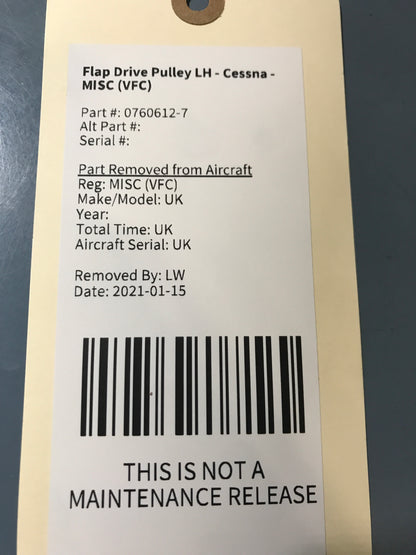 Flap Drive Pulley LH - Cessna -
MISC (VFC)
Part #: 0760612-7
Alt Part #:
Serial #:
Part Removed from Aircraft
Reg: MISC (VFC)
Make/Model: UK
Year:
Total Time: UK
Aircraft Serial: UK
Removed By: LW
Date: 2021-01-15
THIS IS NOT A
MAINTENANCE RELEASE